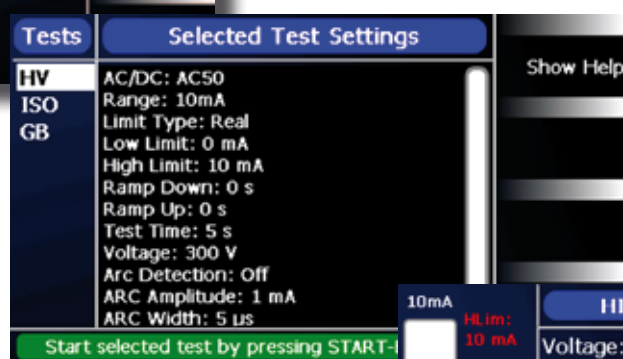 Tests
Selected Test Settings
Show Help
HV
ISO
GB
AC/DC: AC50
Range: 10mA
Limit Type: Real
Low Limit: 0 mA
High Limit: 10 mA
Ramp Down: 0 s
Ramp Up: 0 s
Test Time: 5 s
Voltage: 300 V
Arc Detection: Off
ARC Amplitude: 1 mA
ARC Width: 5 µs
Start selected test by pressing START-
10mA
HLim:
10 mA
Voltage: